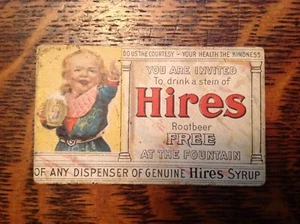 DO US THE COURTESY - YOUR HEALTH THE KINDNESS
YOU ARE INVITED
To drink a stein of
Hires
Rootbeer
FREE
AT THE FOUNTAIN
OF ANY DISPENSER OF GENUINE Hires SYRUP